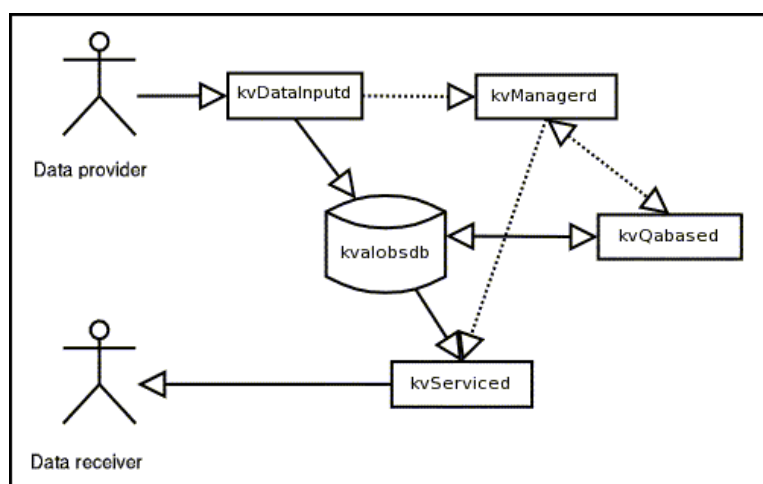 kvDataInputd
kvManagerd
Data provider
kvalobsdb
kvQabased
kvServiced
Data receiver